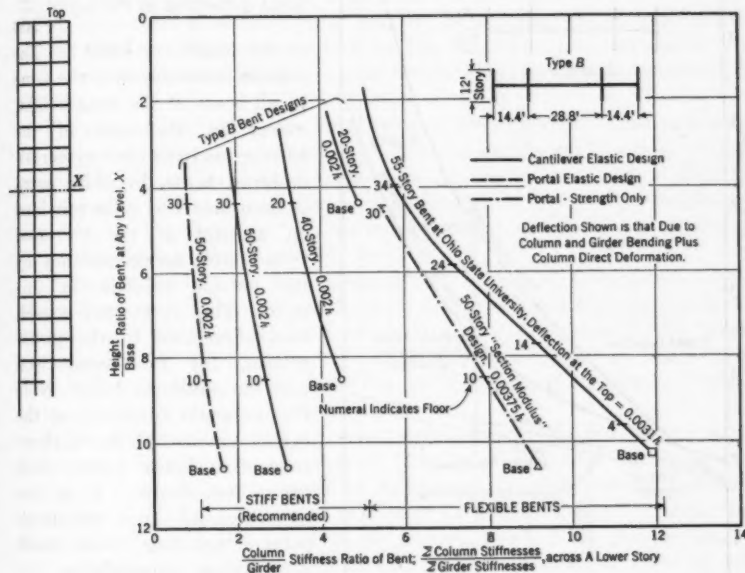 Top
X
Height
Base
Ratio of Bent, at Any Level, X
0
2
4
6
8
10
12
0
2
4
6
8
10
12
14
Type B Bent Designs
50-Story, 0.002h
50-Story, 0.002h
40-Story, 0.002h
20-Story, 0.002h
55-Story Bent at Ohio State University, Deflection at the Top = 0.0031h
50-Story "Section Modulus" Design, 0.00375h
30
30
20
30
34
24
14
4
10
10
10
Base
Base
Base
Base
Base
Base
Numeral Indicates Floor
Type B
12'
Story
14.4'
28.8'
14.4'
Cantilever Elastic Design
Portal Elastic Design
Portal - Strength Only
Deflection Shown is that Due to
Column and Girder Bending Plus
Column Direct Deformation.
STIFF BENTS
(Recommended)
FLEXIBLE BENTS
Column
Girder
Stiffness Ratio of Bent;
Σ Column Stiffnesses
Σ Girder Stiffnesses
,across A Lower Story